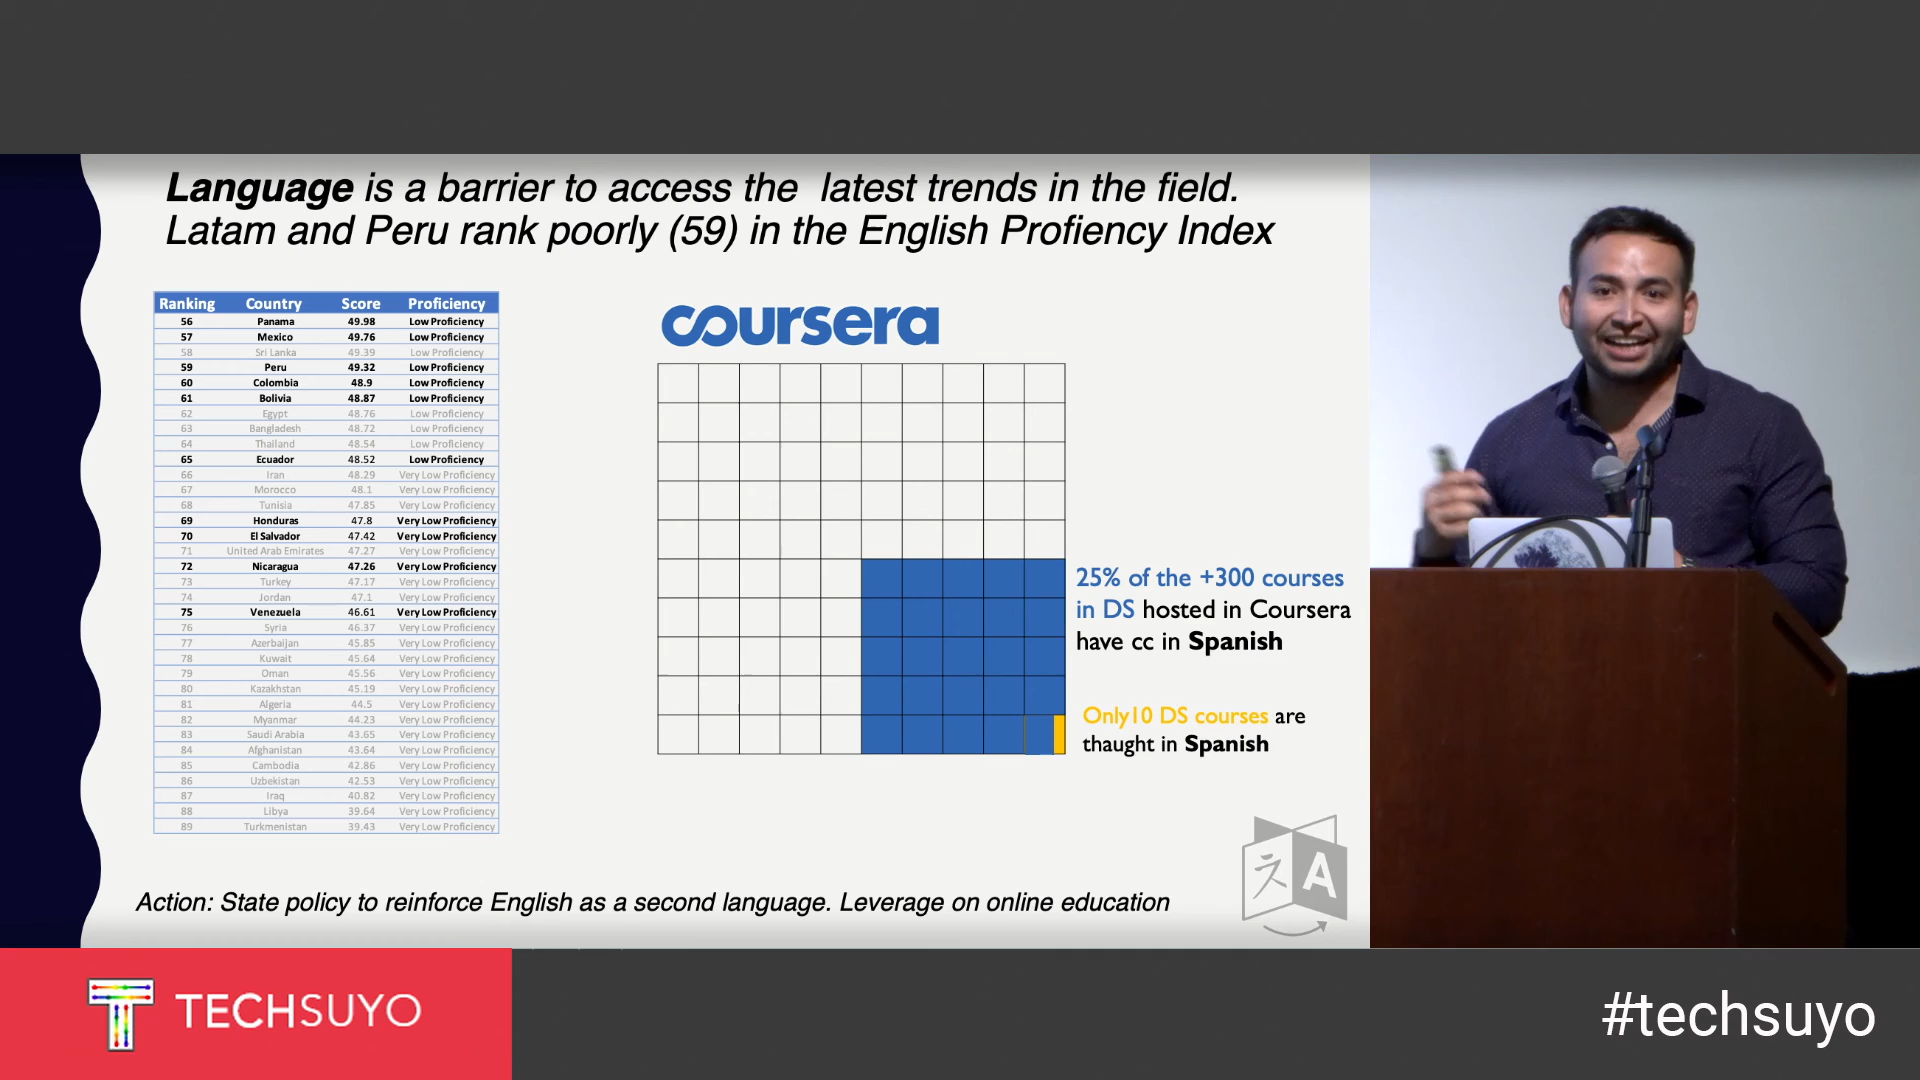 Language is a barrier to access the latest trends in the field.
Latam and Peru rank poorly (59) in the English Profiency Index
Ranking Country Score Proficiency
56 Panama 49.98 Low Proficiency
57 Mexico 49.76 Low Proficiency
58 Sri Lanka 49.39 Low Proficiency
59 Peru 49.32 Low Proficiency
60 Colombia 48.9 Low Proficiency
61 Bolivia 48.87 Low Proficiency
62 Egypt 48.76 Low Proficiency
63 Bangladesh 48.72 Low Proficiency
64 Thailand 48.54 Low Proficiency
65 Ecuador 48.52 Low Proficiency
66 Iran 48.29 Very Low Proficiency
67 Morocco 48.1 Very Low Proficiency
68 Tunisia 47.85 Very Low Proficiency
69 Honduras 47.8 Very Low Proficiency
70 El Salvador 47.42 Very Low Proficiency
71 United Arab Emirates 47.27 Very Low Proficiency
72 Nicaragua 47.26 Very Low Proficiency
73 Turkey 47.17 Very Low Proficiency
74 Jordan 47.1 Very Low Proficiency
75 Venezuela 46.61 Very Low Proficiency
76 Syria 46.37 Very Low Proficiency
77 Azerbaijan 45.85 Very Low Proficiency
78 Kuwait 45.64 Very Low Proficiency
79 Oman 45.56 Very Low Proficiency
80 Kazakhstan 45.19 Very Low Proficiency
81 Algeria 44.5 Very Low Proficiency
82 Myanmar 44.23 Very Low Proficiency
83 Saudi Arabia 43.65 Very Low Proficiency
84 Afghanistan 43.64 Very Low Proficiency
85 Cambodia 42.86 Very Low Proficiency
86 Uzbekistan 42.53 Very Low Proficiency
87 Iraq 40.82 Very Low Proficiency
88 Libya 39.64 Very Low Proficiency
89 Turkmenistan 39.43 Very Low Proficiency
coursera
25% of the +300 courses
in DS hosted in Coursera
have cc in Spanish
Only10 DS courses are
thaught in Spanish
A
Action: State policy to reinforce English as a second language. Leverage on online education
TECHSUYO
#techsuyo